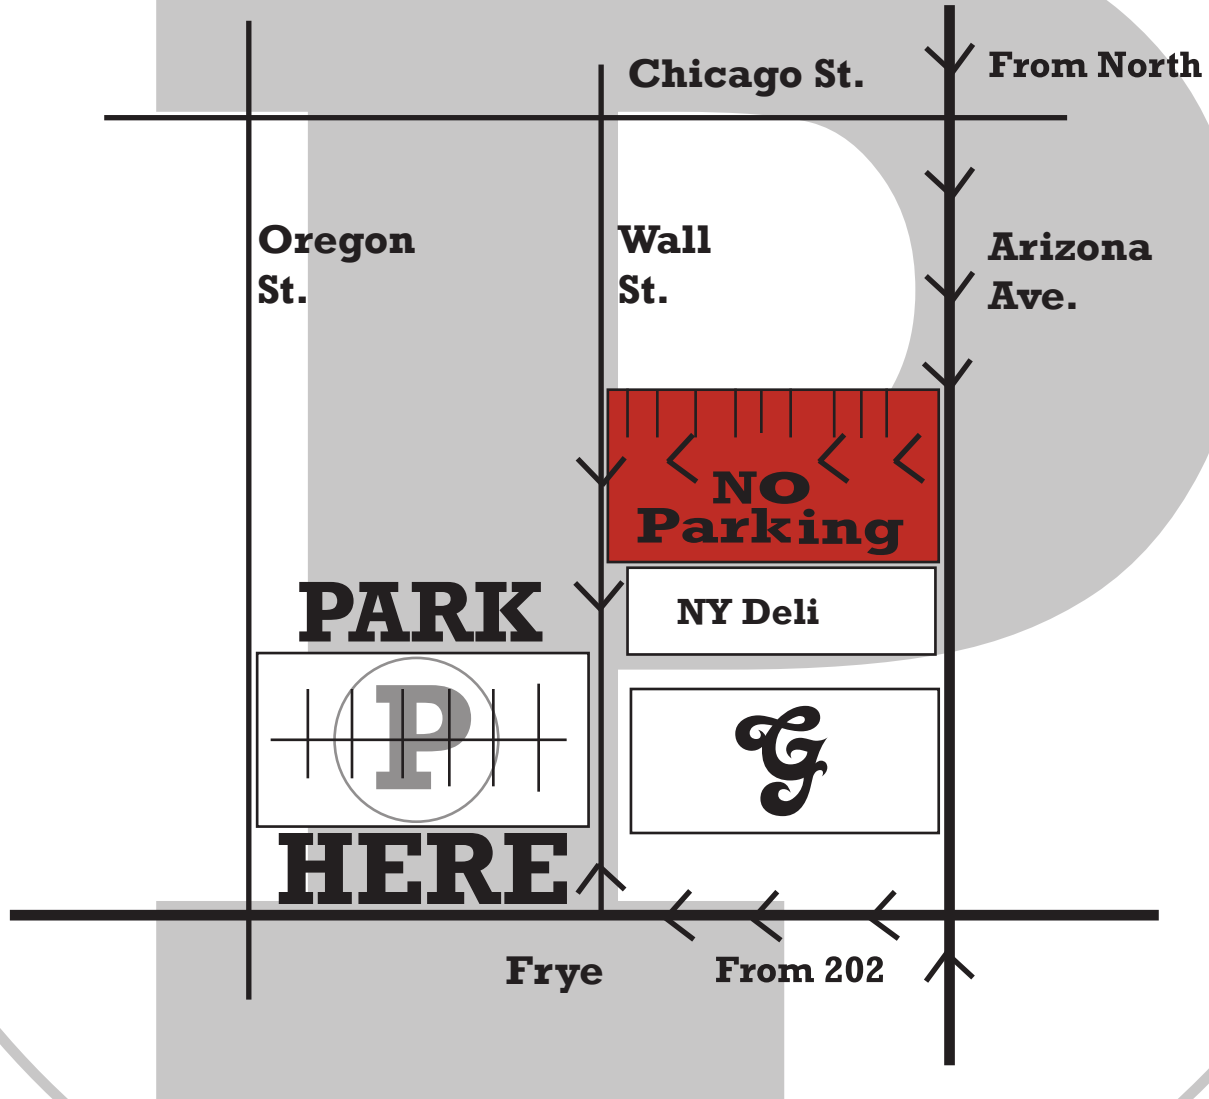 Chicago St.
From North
Oregon
St.
Wall
St.
Arizona
Ave.
NO
Parking
PARK
NY Deli
P
G
HERE
Frye
From 202